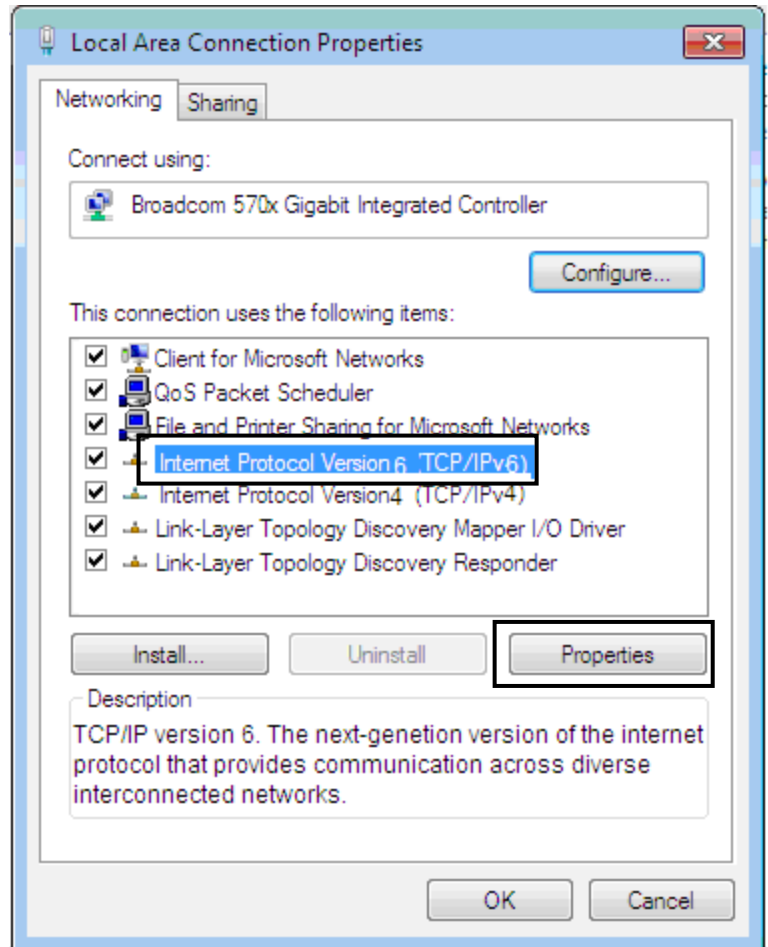 Local Area Connection Properties
Networking
Sharing
Connect using:
Broadcom 570x Gigabit Integrated Controller
Configure...
This connection uses the following items:
Client for Microsoft Networks
QoS Packet Scheduler
File and Printer Sharing for Microsoft Networks
Internet Protocol Version 6 'TCP/IPv6)
Internet Protocol Version4 (TCP/IPv4)
Link-Layer Topology Discovery Mapper I/O Driver
Link-Layer Topology Discovery Responder
Install...
Uninstall
Properties
Description
TCP/IP version 6. The next-genetion version of the internet
protocol that provides communication across diverse
interconnected networks.
OK
Cancel